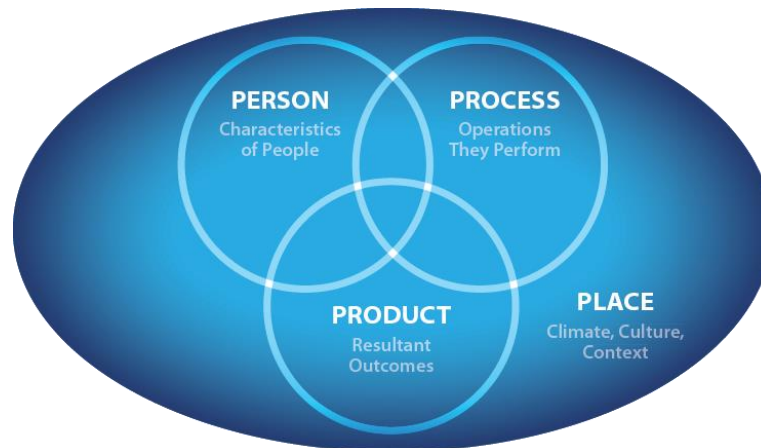 PERSON
Characteristics
of People
PROCESS
Operations
They Perform
PRODUCT
Resultant
Outcomes
PLACE
Climate, Culture,
Context